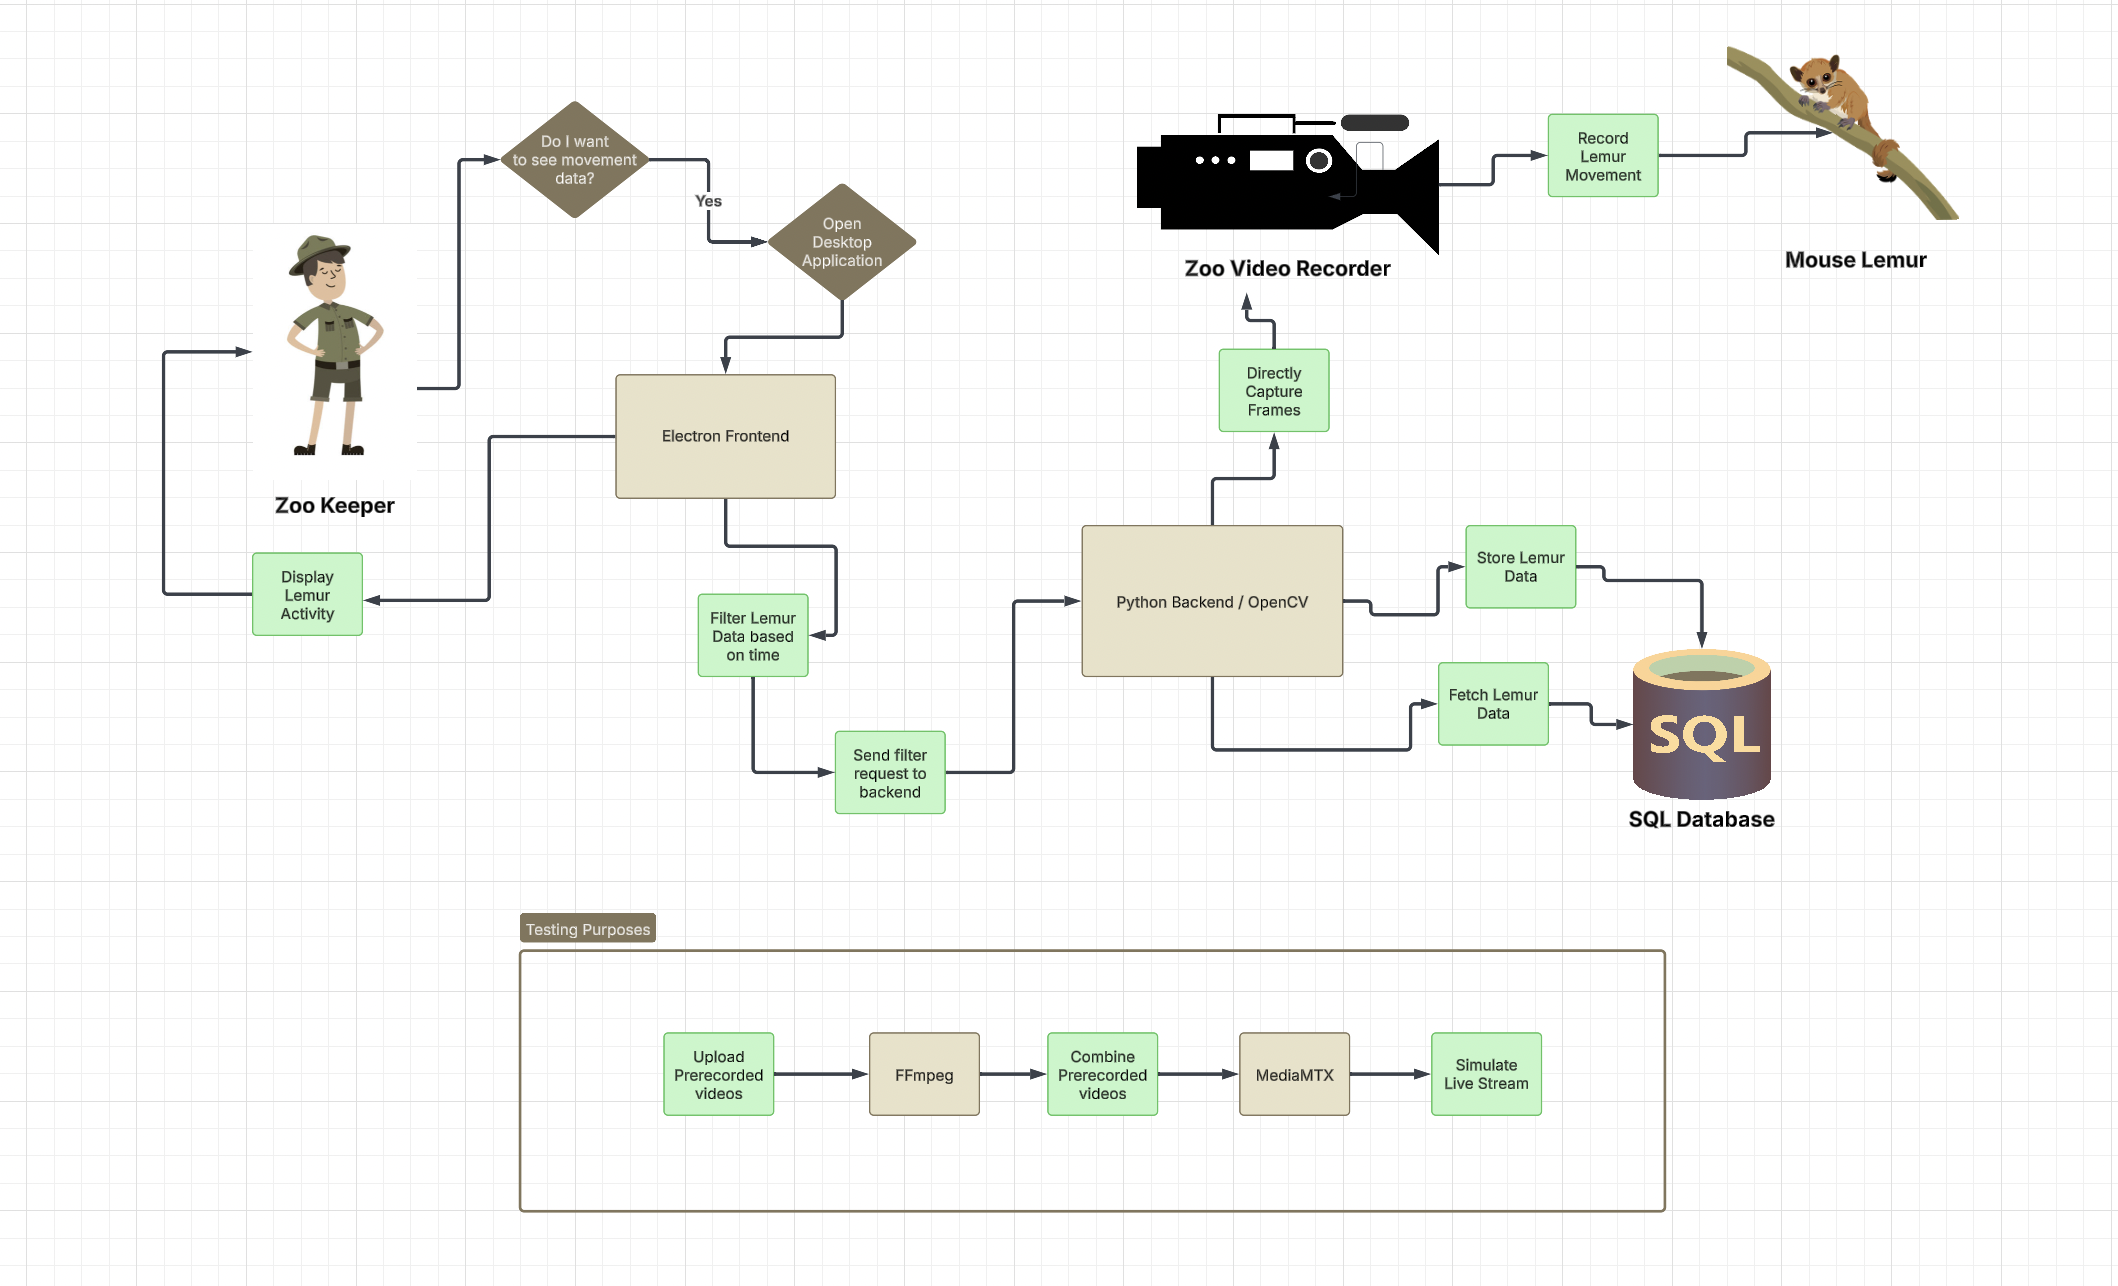 Do I want
to see movement
data?
Yes
Open
Desktop
Application
Zoo Keeper
Electron Frontend
Display
Lemur
Activity
Filter Lemur
Data based
on time
Send filter
request to
backend
Zoo Video Recorder
Record
Lemur
Movement
Mouse Lemur
Directly
Capture
Frames
Python Backend / OpenCV
Store Lemur
Data
Fetch Lemur
Data
SQL
SQL Database
Testing Purposes
Upload
Prerecorded
videos
FFmpeg
Combine
Prerecorded
videos
MediaMTX
Simulate
Live Stream